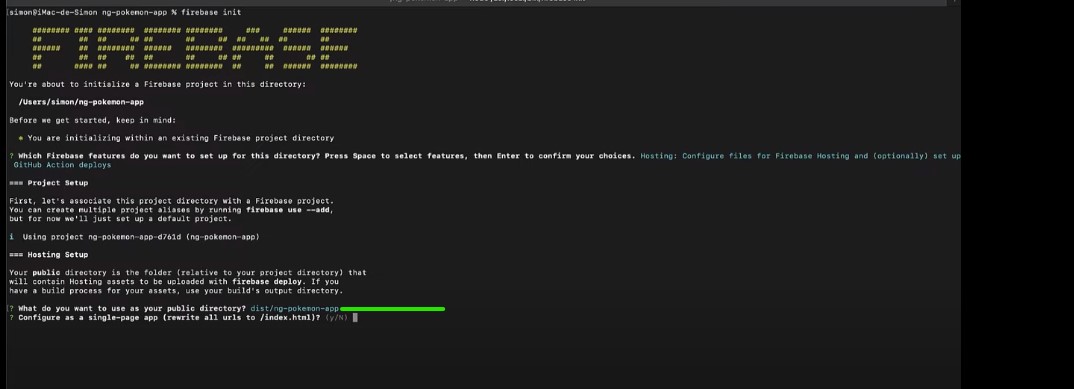 simon@iMac-de-Simon ng-pokemon-app % firebase init
You're about to initialize a Firebase project in this directory:
/Users/simon/ng-pokemon-app
Before we get started, keep in mind:
* You are initializing within an existing Firebase project directory
? Which Firebase features do you want to set up for this directory? Press Space to select features, then Enter to confirm your choices. Hosting: Configure files for Firebase Hosting and (optionally) set up
GitHub Action deploys
=== Project Setup
First, let's associate this project directory with a Firebase project.
You can create multiple project aliases by running firebase use --add,
but for now we'll just set up a default project.
i Using project ng-pokemon-app-d761d (ng-pokemon-app)
=== Hosting Setup
Your public directory is the folder (relative to your project directory) that
will contain Hosting assets to be uploaded with firebase deploy. If you
have a build process for your assets, use your build's output directory.
? What do you want to use as your public directory? dist/ng-pokemon-app
? Configure as a single-page app (rewrite all urls to /index.html)? (y/N)